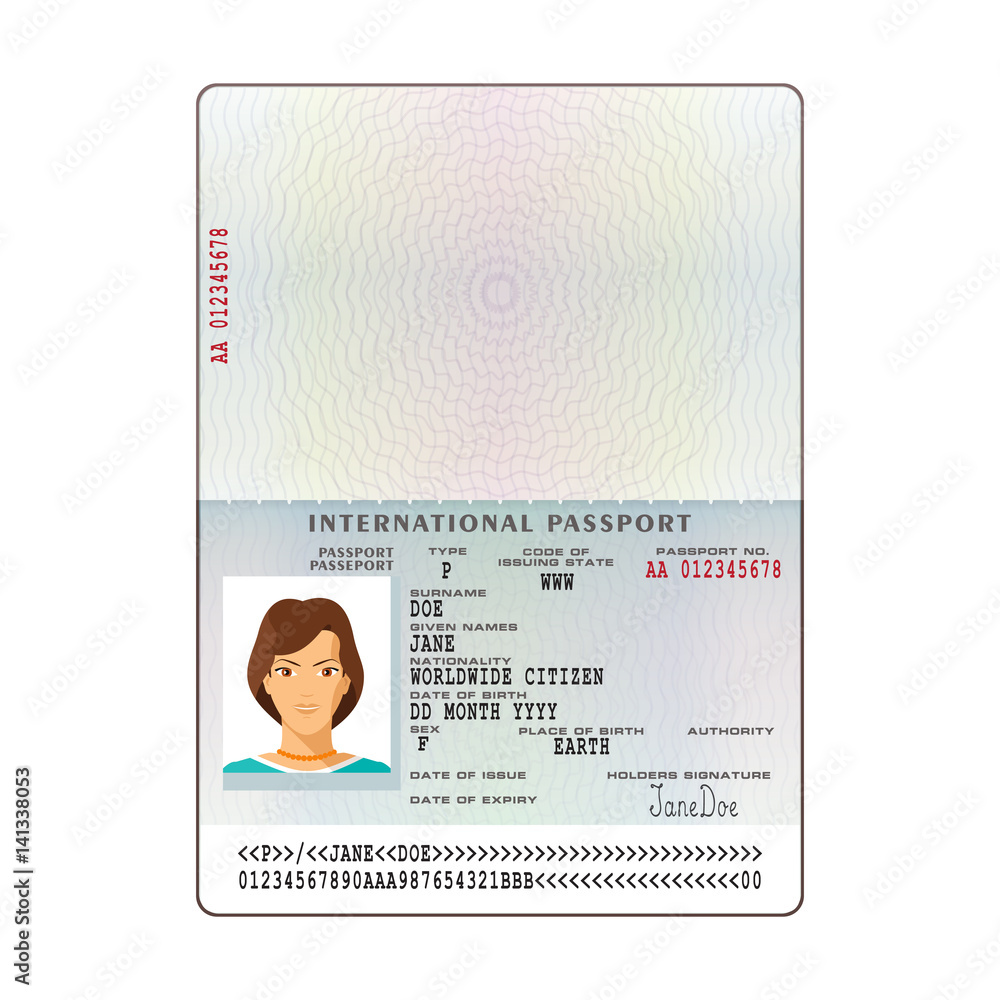 AA 012345678
INTERNATIONAL PASSPORT
PASSPORT
PASSEPORT
TYPE
P
CODE OF
ISSUING STATE
WWW
PASSPORT NO.
AA 012345678
SURNAME
DOE
GIVEN NAMES
JANE
NATIONALITY
WORLDWIDE CITIZEN
DATE OF BIRTH
DD MONTH YYYY
SEX
F
PLACE OF BIRTH
EARTH
AUTHORITY
DATE OF ISSUE
DATE OF EXPIRY
HOLDERS SIGNATURE
JaneDoe
<<P>>/<<JANE<<DOE>>>>>>>>>>>>>>>>>>>>>>>>>>>>>
01234567890AAA987654321BBB<<<<<<<<<<<<<<<<<<00
Adobe Stock | #141338053